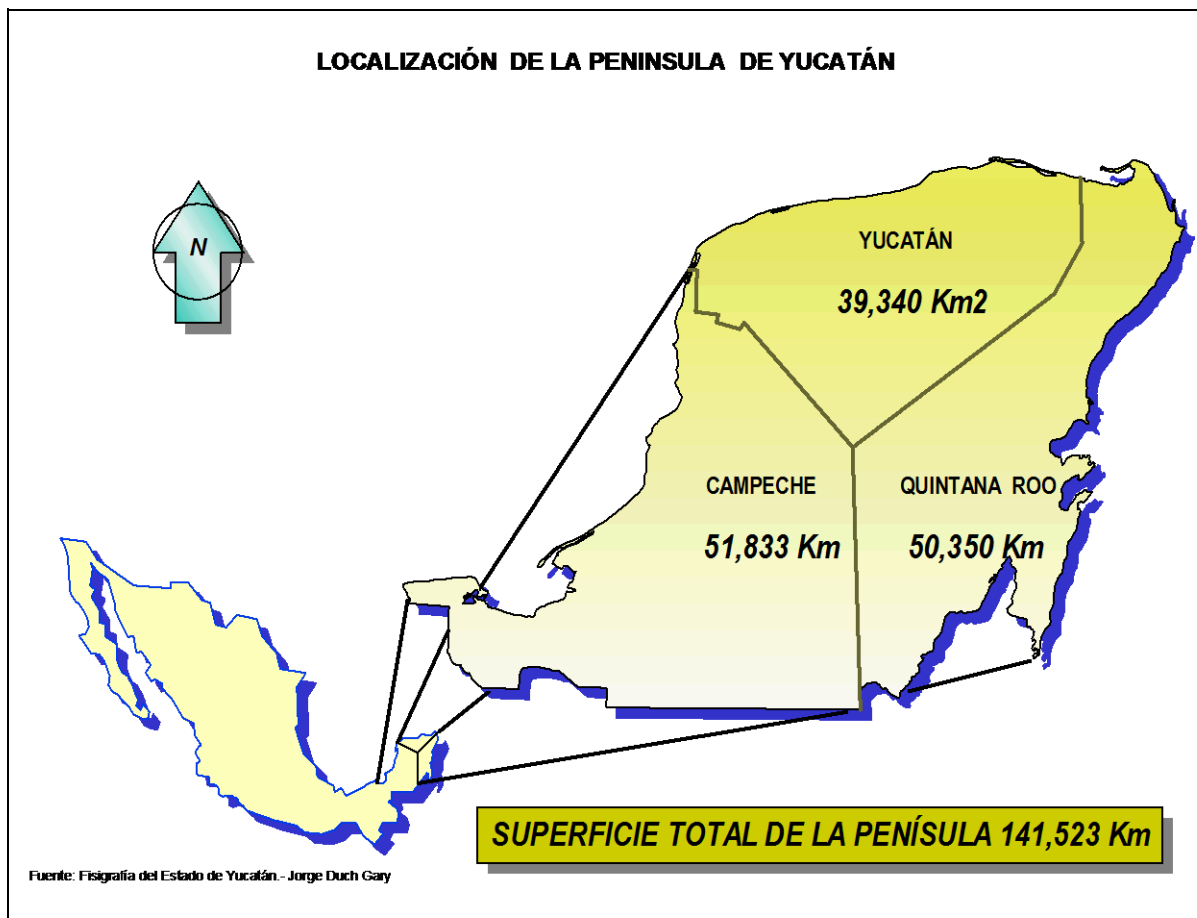 LOCALIZACIÓN DE LA PENINSULA DE YUCATÁN
N
YUCATÁN
39,340 Km2
CAMPECHE
51,833 Km
QUINTANA ROO
50,350 Km
SUPERFICIE TOTAL DE LA PENÍSULA 141,523 Km
Fuente: Fisigrafía del Estado de Yucatán.- Jorge Duch Gary